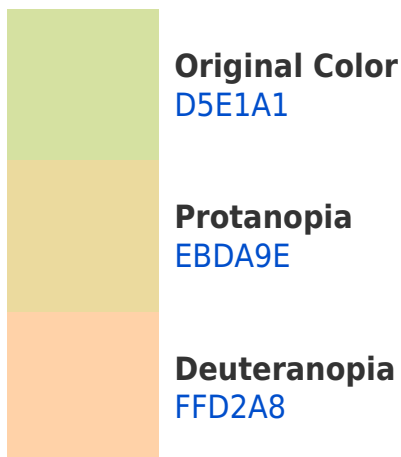 Original Color
D5E1A1
Protanopia
EBDA9E
Deuteranopia
FFD2A8